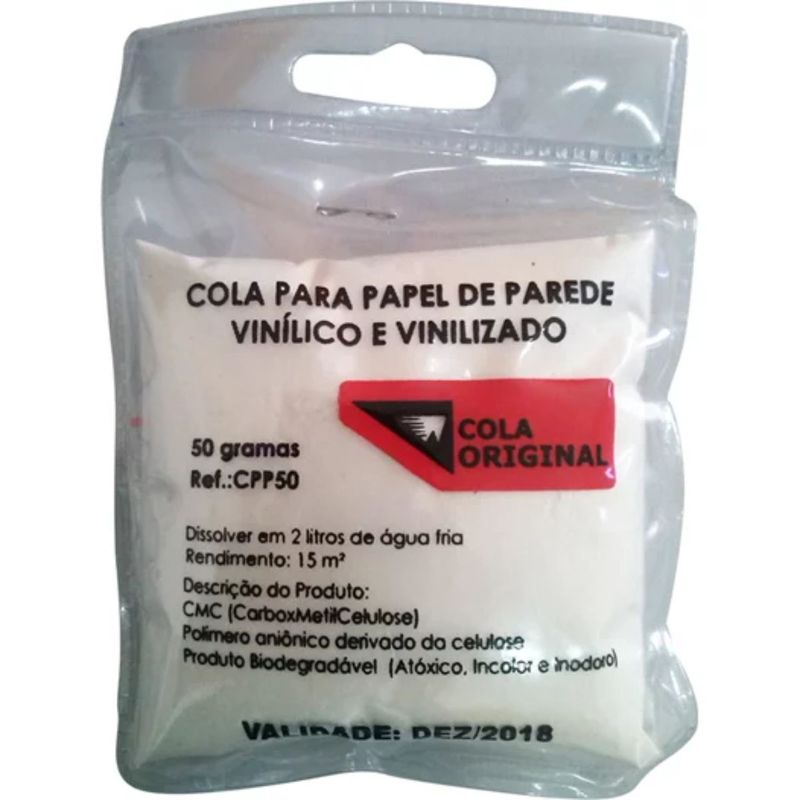 COLA PARA PAPEL DE PAREDE
VINÍLICO E VINILIZADO
COLA
ORIGINAL
50 gramas
Ref.:CPP50
Dissolver em 2 litros de água fria
Rendimento: 15 m²
Descrição do Produto:
CMC (CarboxMetilCelulose)
Polímero aniônico derivado da celulose
Produto Biodegradável (Atóxico, Incolor e Inodoro)
VALIDADE: DEZ/2018